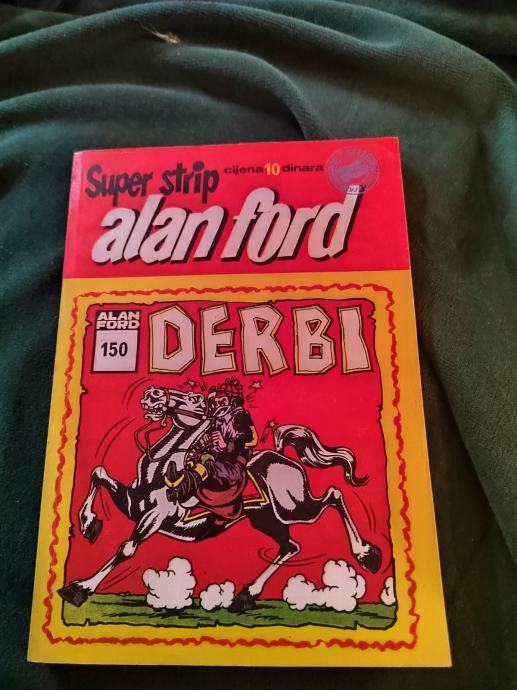 Super strip cijena 10 dinara
alan ford
ALAN
FORD
150
DERBI